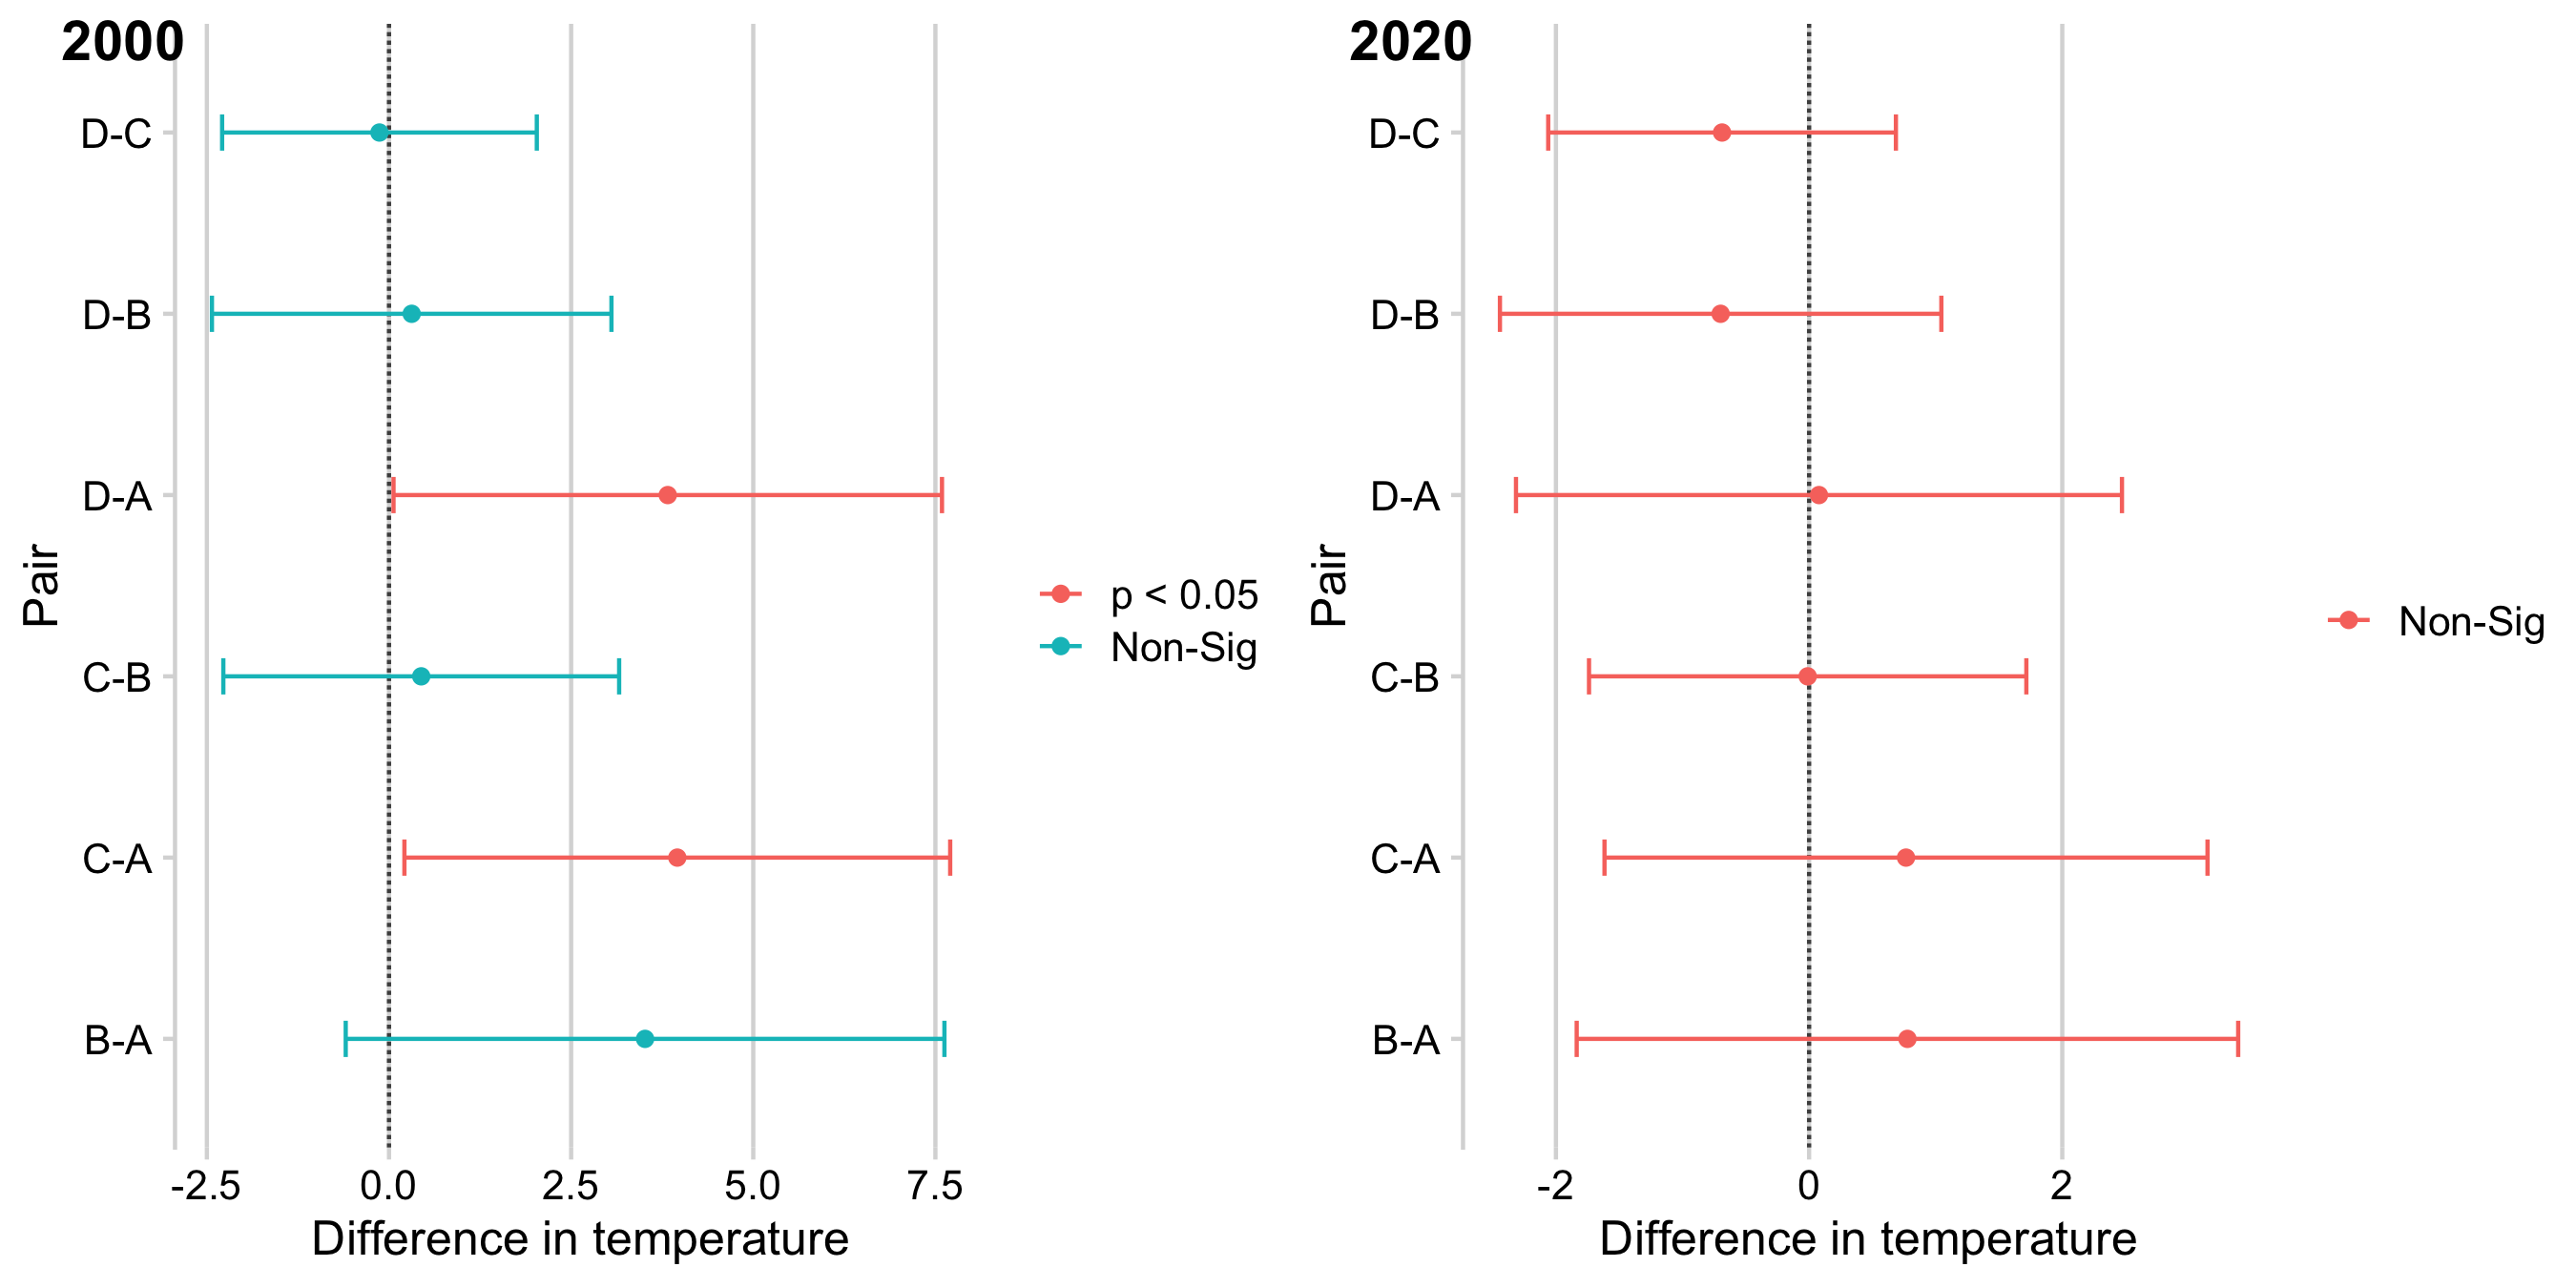 2000
D-C
D-B
D-A
C-B
C-A
B-A
Pair
-2.5 0.0 2.5 5.0 7.5
Difference in temperature
p < 0.05
Non-Sig
2020
D-C
D-B
D-A
C-B
C-A
B-A
Pair
-2 0 2
Difference in temperature
Non-Sig